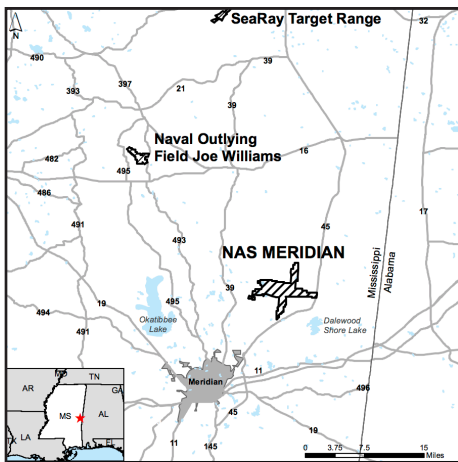 SeaRay Target Range
N
32
490
39
397
393
21
39
Naval Outlying
Field Joe Williams
16
482
495
486
17
491
45
493
NAS MERIDIAN
Mississippi
Alabama
39
19
495
494
Okatibbee
Lake
Dalewood
Shore Lake
491
11
Meridian
496
45
19
11
145
MO
TN
AR
GA
MS
AL
TX
LA
FL
0 3.75 7.5 15
Miles